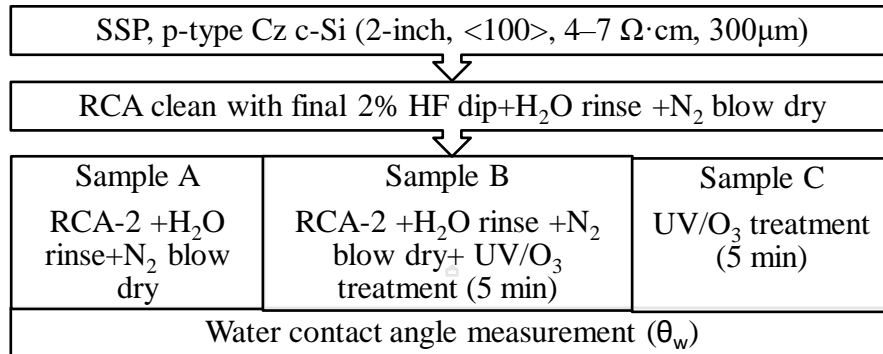 SSP, p-type Cz c-Si (2-inch, <100>, 4–7 Ω·cm, 300μm)
RCA clean with final 2% HF dip+H₂O rinse +N₂ blow dry
Sample A
RCA-2 +H₂O
rinse+N₂ blow
dry
Sample B
RCA-2 +H₂O rinse +N₂
blow dry+ UV/O₃
treatment (5 min)
Sample C
UV/O₃ treatment
(5 min)
Water contact angle measurement (θ_w)